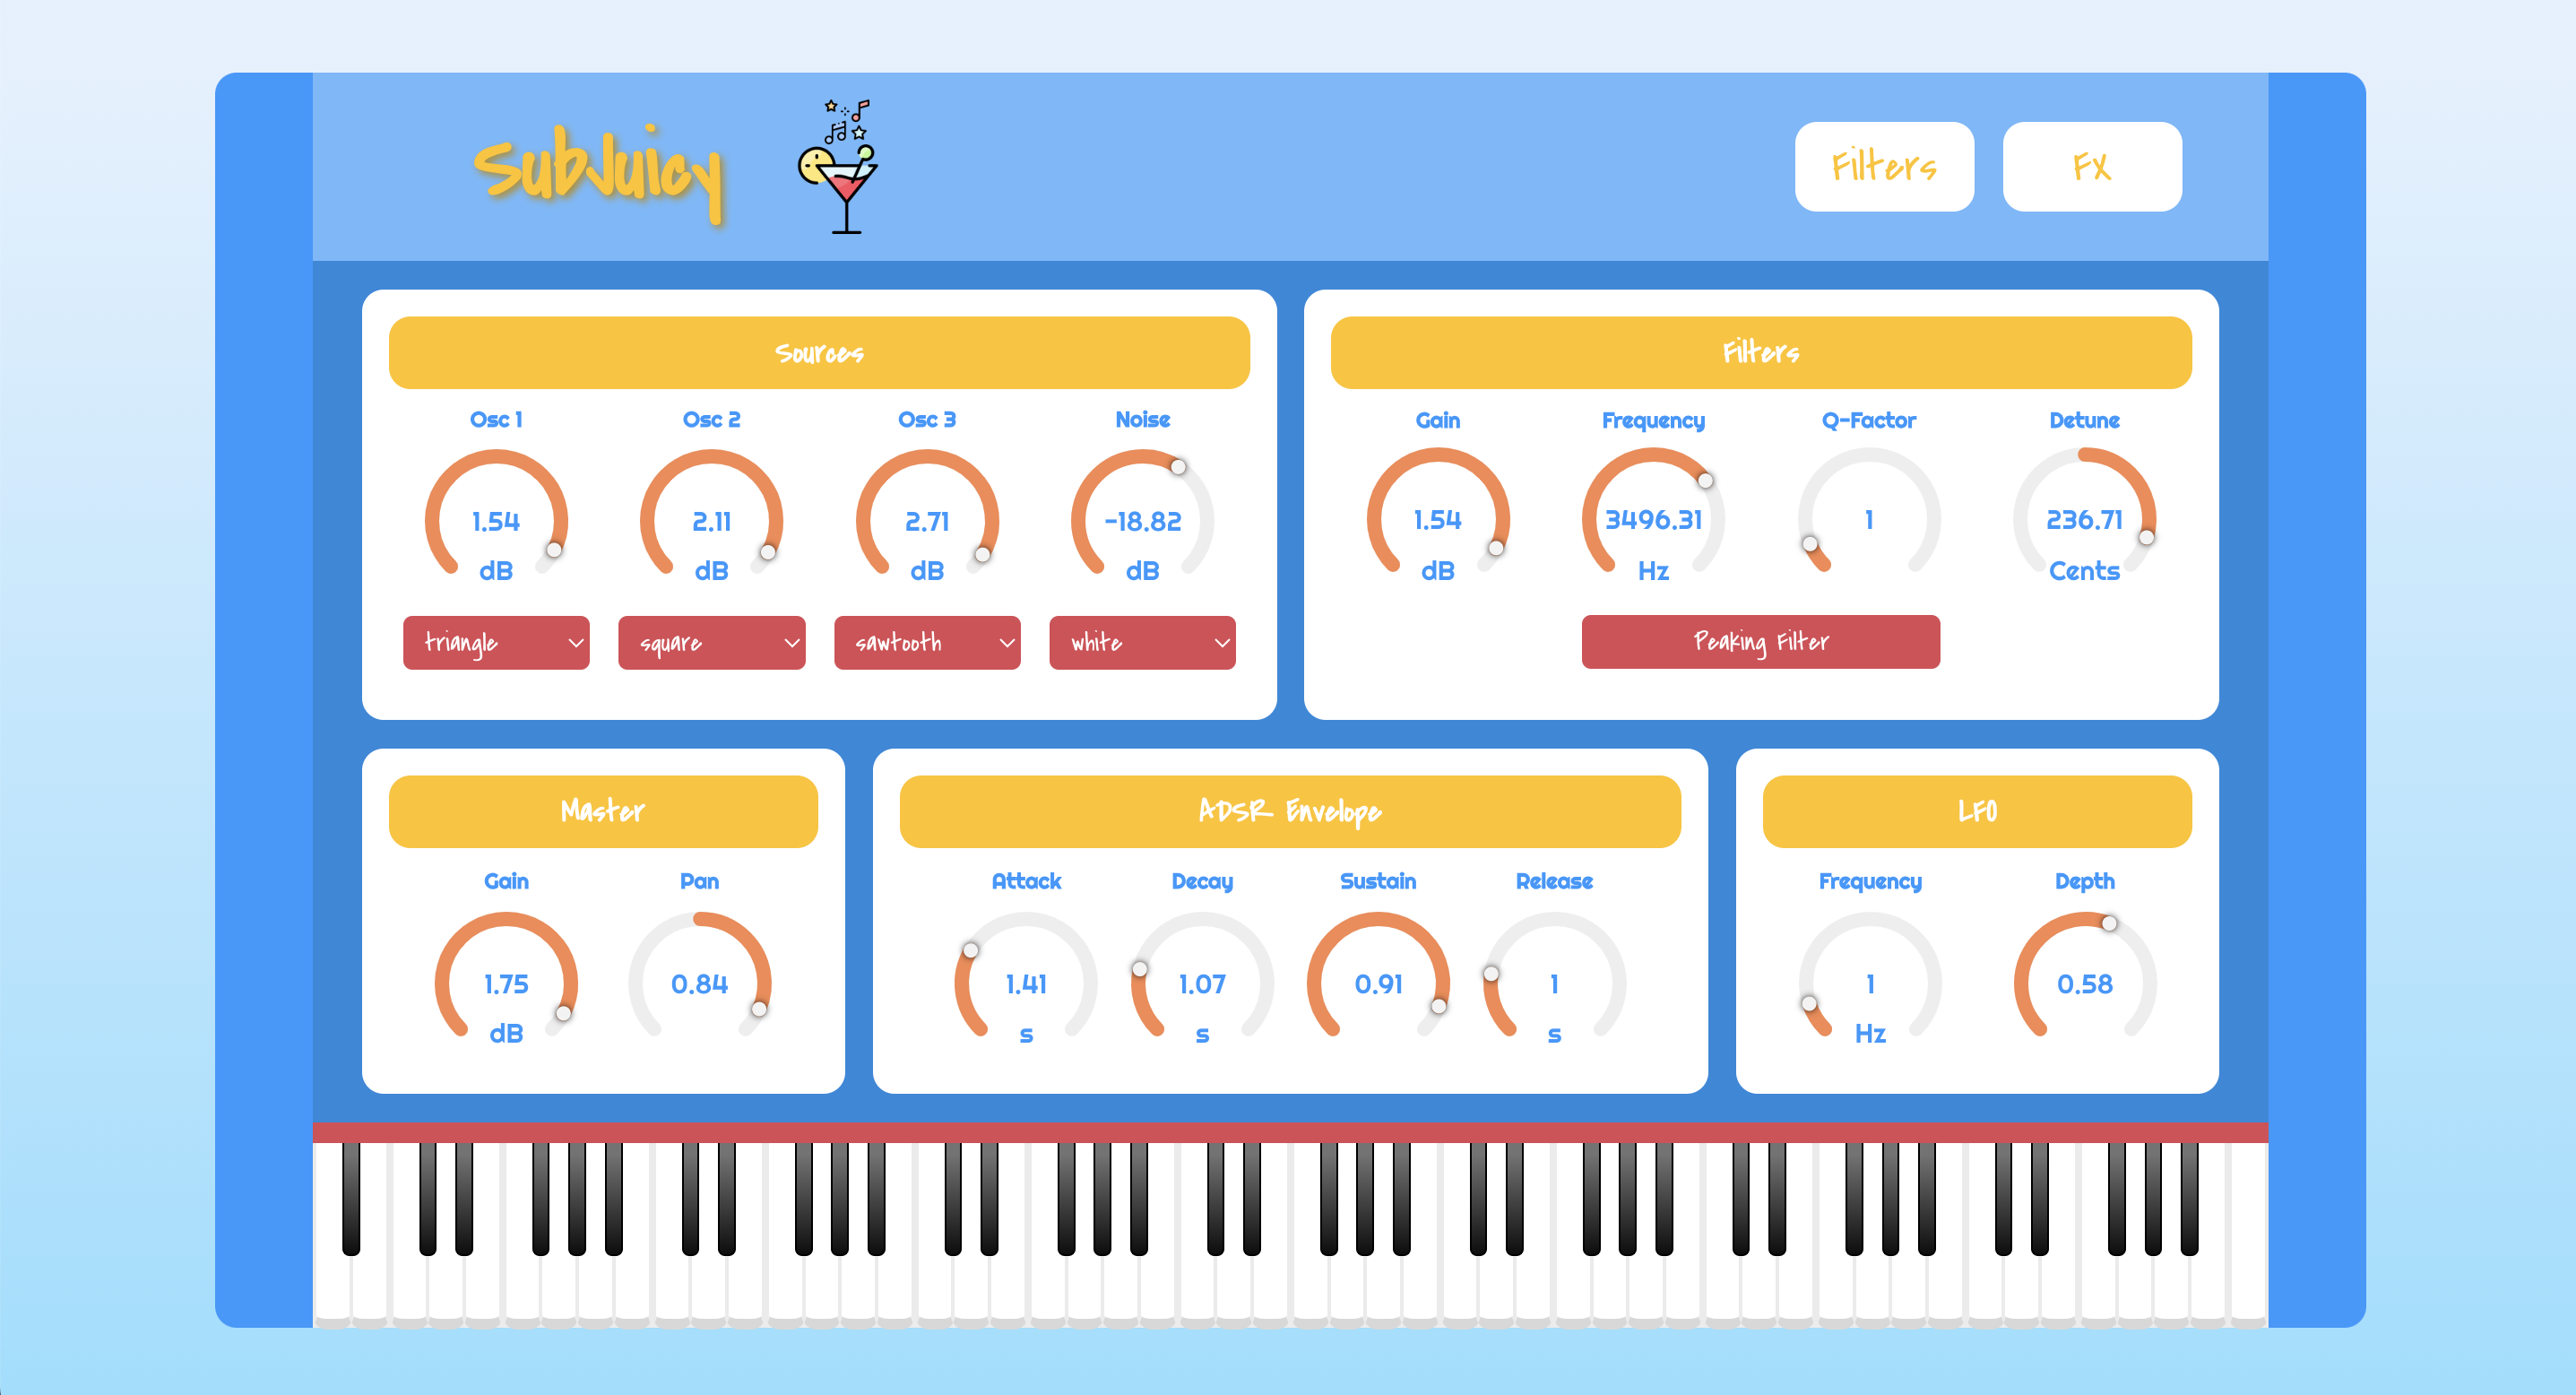 SubJuicy
Filters FX
Sources
Osc 1 Osc 2 Osc 3 Noise
1.54 2.11 2.71 -18.82
dB dB dB dB
triangle square sawtooth white
Filters
Gain Frequency Q-Factor Detune
1.54 3496.31 1 236.71
dB Hz Cents
Peaking Filter
Master
Gain Pan
1.75 0.84
dB
ADSR Envelope
Attack Decay Sustain Release
1.41 1.07 0.91 1
s s s
LFO
Frequency Depth
1 0.58
Hz